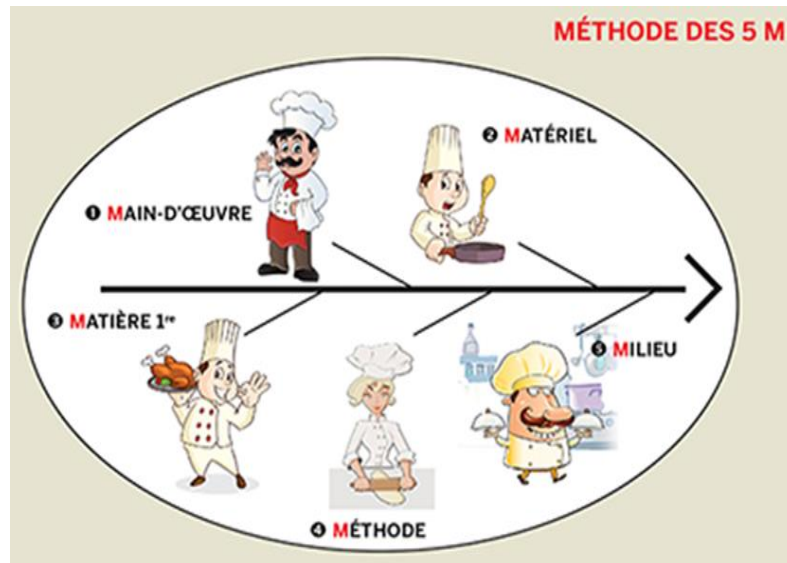 MÉTHODE DES 5 M
❶ MAIN-D'ŒUVRE
❷ MATÉRIEL
❸ MATIÈRE 1re
❹ MÉTHODE
❺ MILIEU